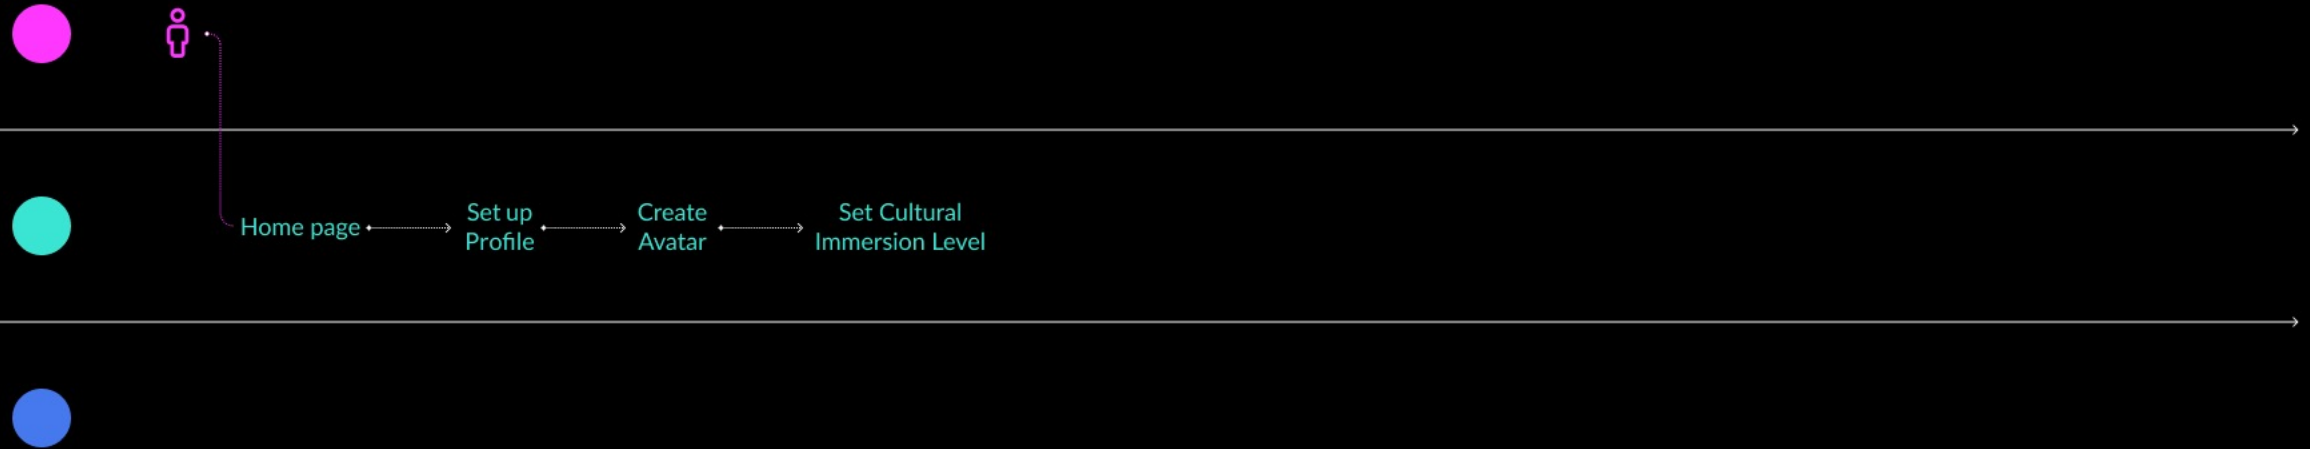 Home page
Set up
Profile
Create
Avatar
Set Cultural
Immersion Level